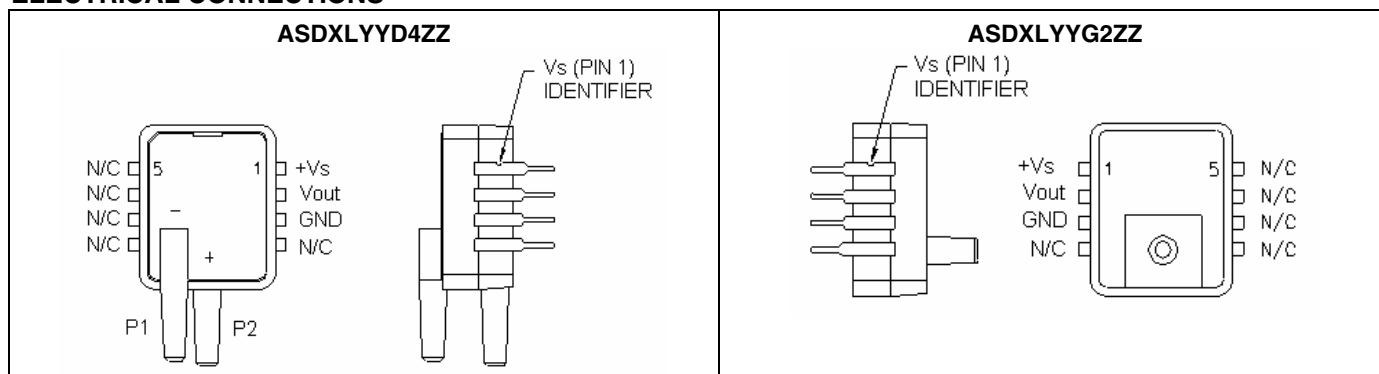 ELECTRICAL CONNECTIONS
ASDXLYYD4ZZ
Vs (PIN 1)
IDENTIFIER
N/C 5 1 +Vs
N/C Vout
N/C - GND
N/C + N/C
P1 P2
ASDXLYYG2ZZ
Vs (PIN 1)
IDENTIFIER
+Vs 1 5 N/C
Vout N/C
GND N/C
N/C N/C